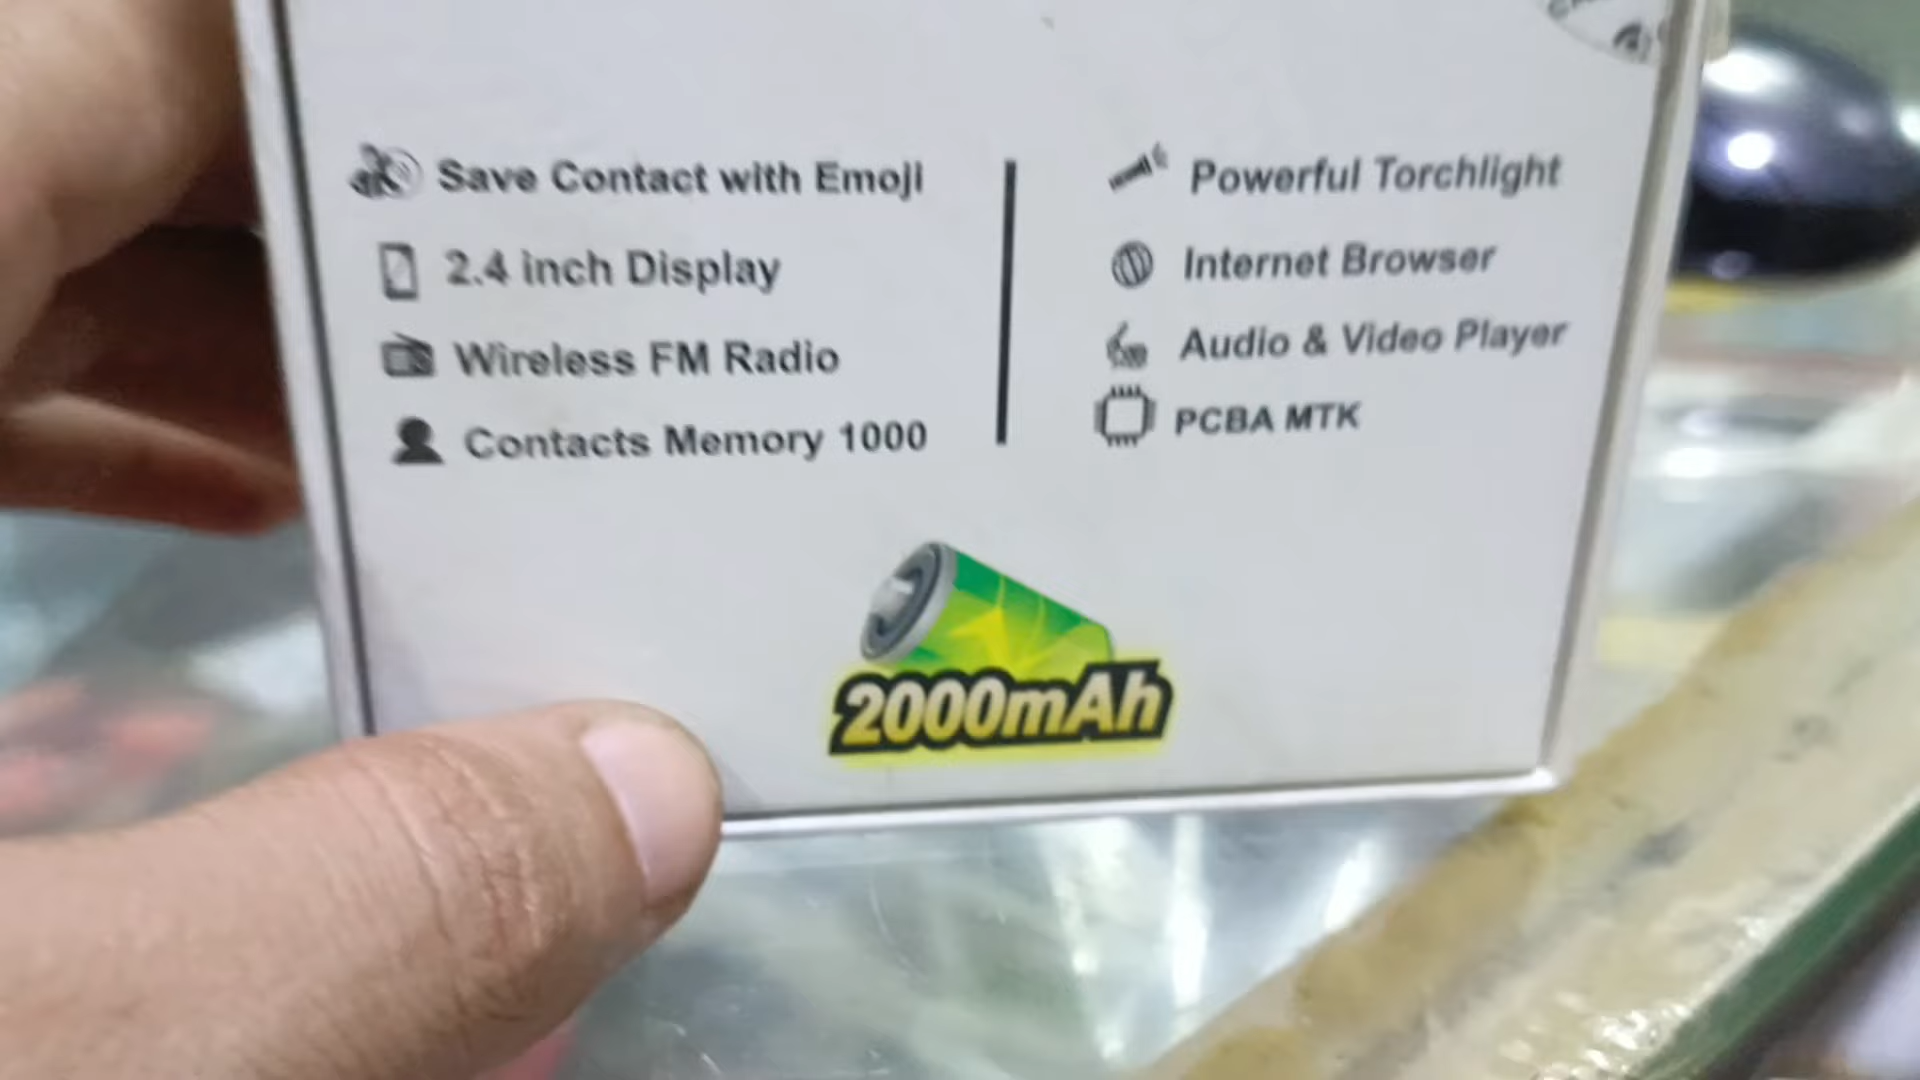 Save Contact with Emoji
2.4 inch Display
Wireless FM Radio
Contacts Memory 1000
Powerful Torchlight
Internet Browser
Audio & Video Player
PCBA MTK
2000mAh